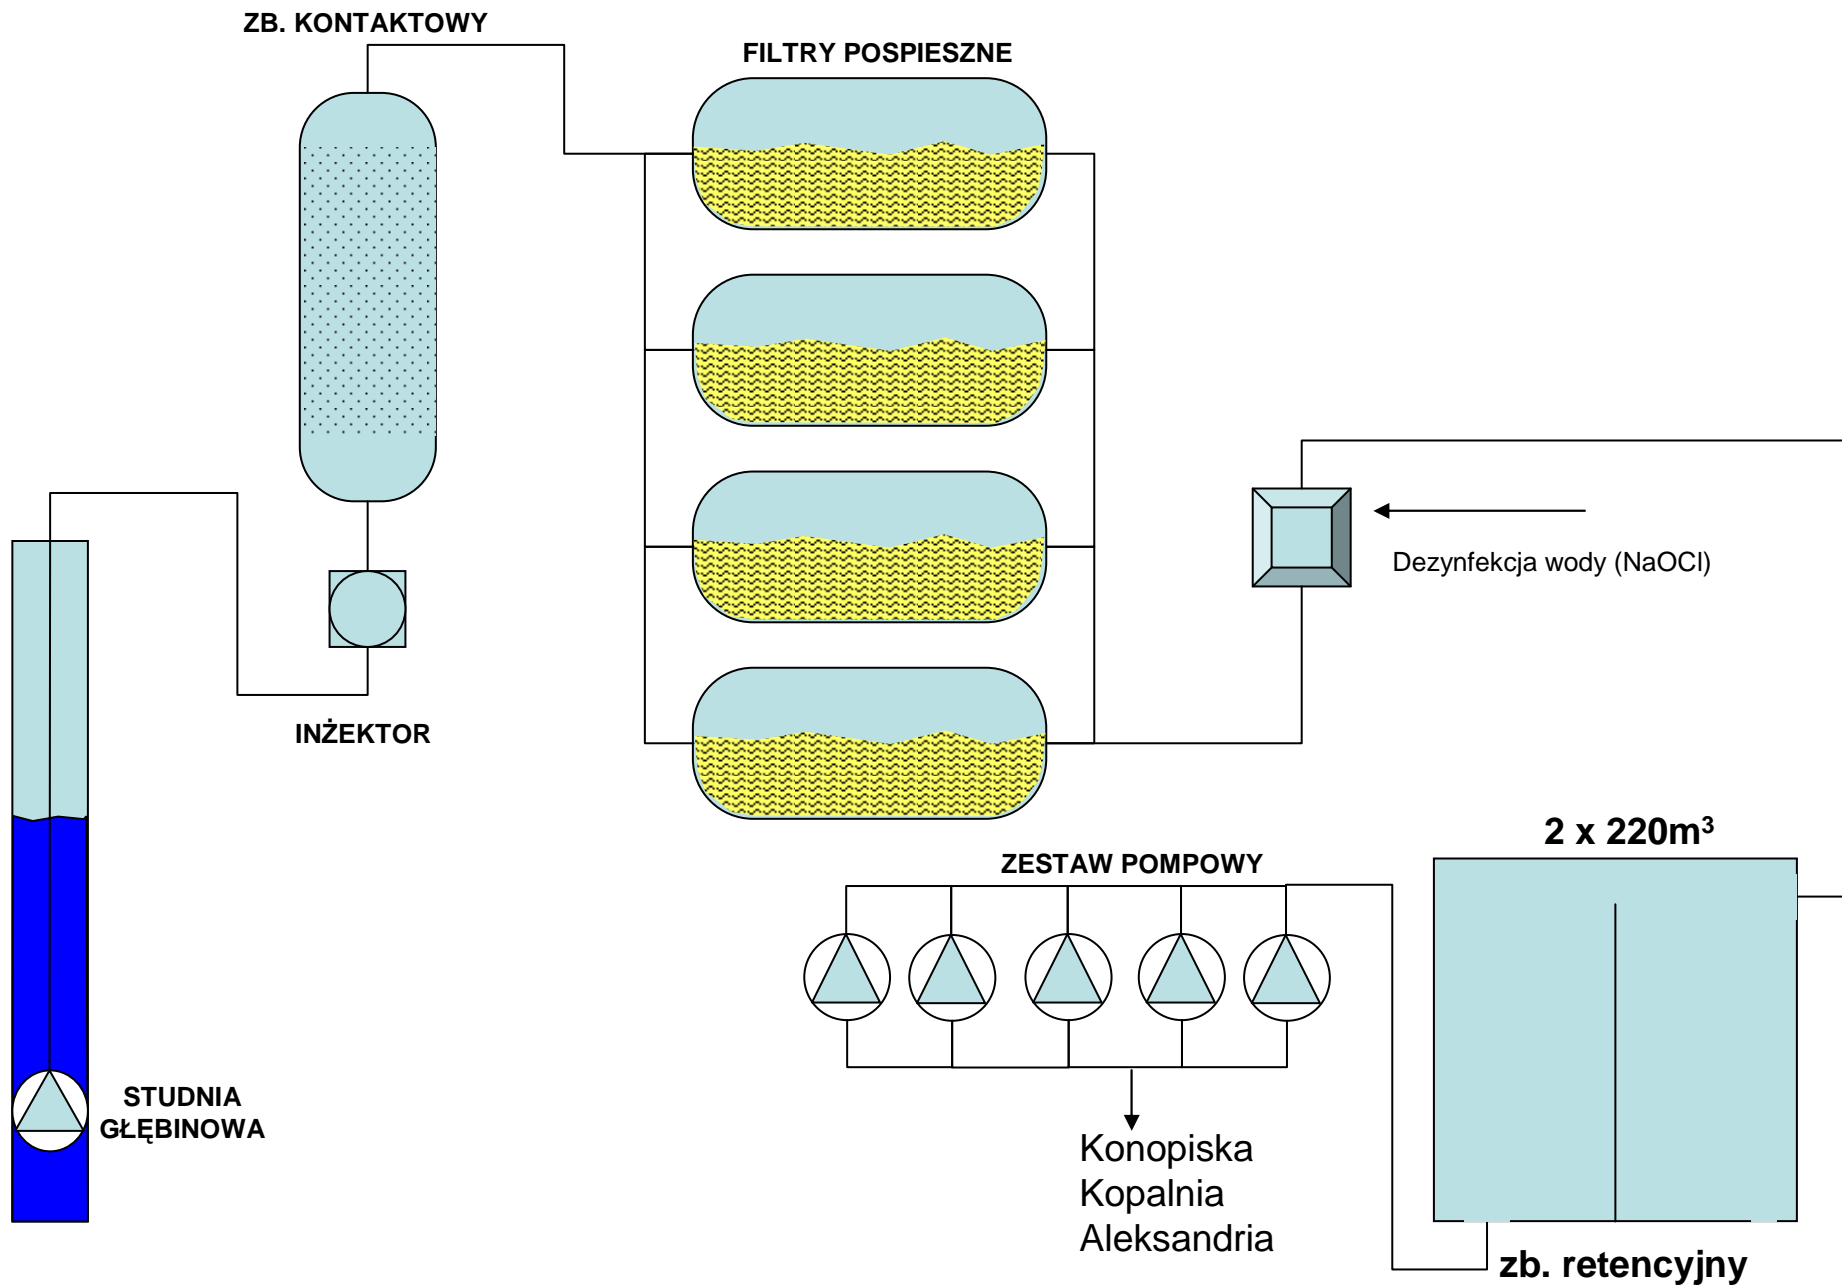 ZB. KONTAKTOWY
FILTRY POSPIESZNE
Dezynfekcja wody (NaOCl)
INŻEKTOR
2 x 220m³
ZESTAW POMPOWY
STUDNIA
GŁĘBINOWA
Konopiska
Kopalnia
Aleksandria
zb. retencyjny